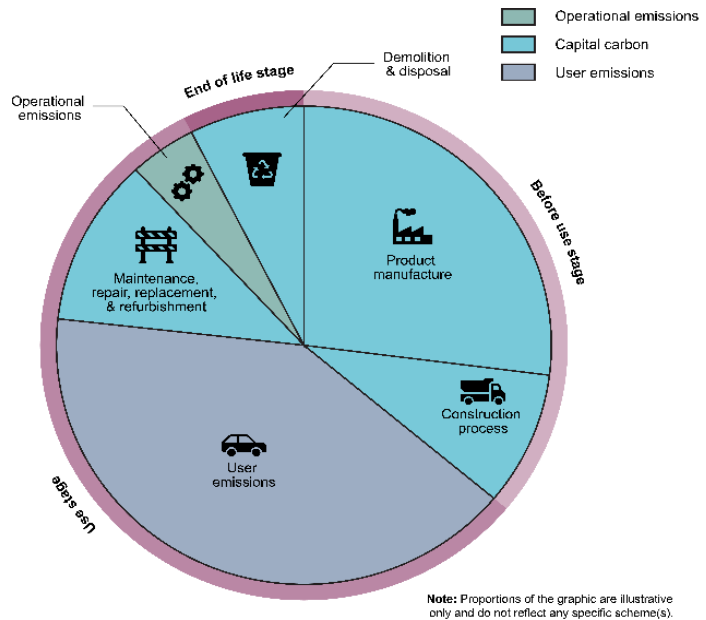 Operational emissions
Capital carbon
User emissions
Demolition
& disposal
End of life stage
Operational
emissions
Before use stage
Product
manufacture
Maintenance,
repair, replacement,
& refurbishment
Construction
process
User
emissions
Use stage
Note: Proportions of the graphic are illustrative
only and do not reflect any specific scheme(s).